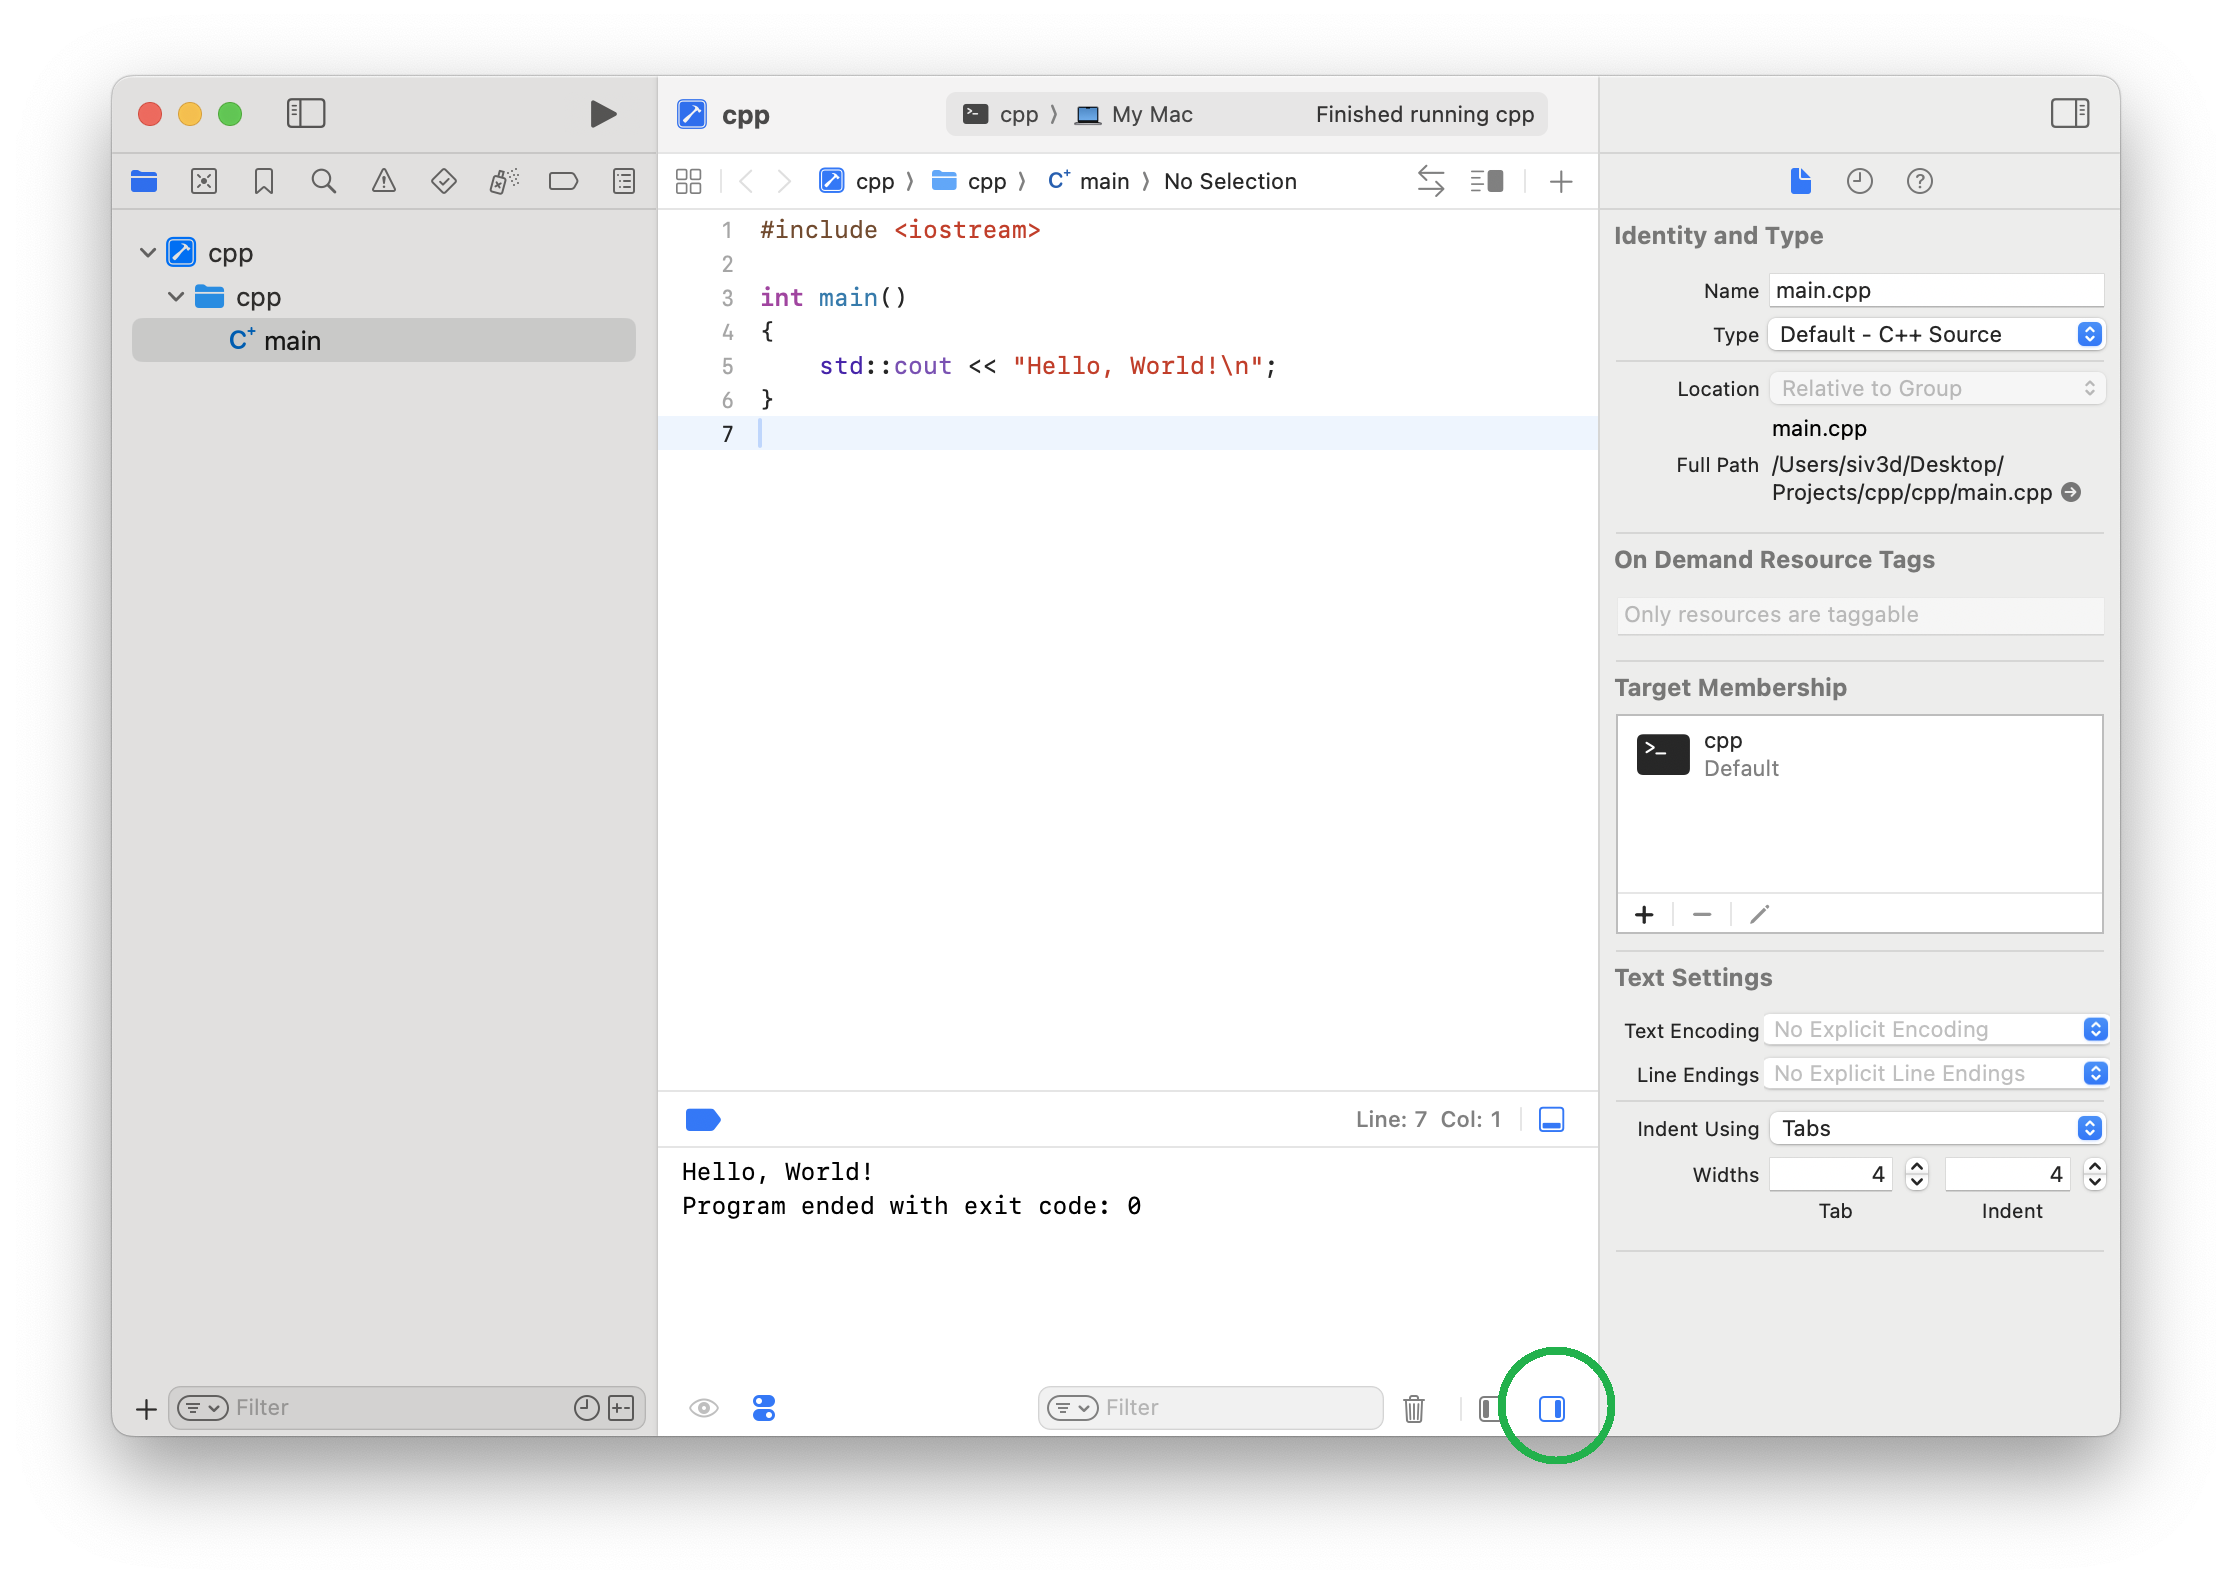 cpp
cpp
main
Filter
cpp
cpp 〉 My Mac
Finished running cpp
cpp 〉 cpp 〉 main 〉 No Selection
1 #include <iostream>
2
3 int main()
4 {
5     std::cout << "Hello, World!\n";
6 }
7
Line: 7 Col: 1
Hello, World!
Program ended with exit code: 0
Filter
Identity and Type
Name main.cpp
Type Default - C++ Source
Location Relative to Group
main.cpp
Full Path /Users/siv3d/Desktop/
Projects/cpp/cpp/main.cpp
On Demand Resource Tags
Only resources are taggable
Target Membership
cpp
Default
Text Settings
Text Encoding No Explicit Encoding
Line Endings No Explicit Line Endings
Indent Using Tabs
Widths 4 4
Tab Indent